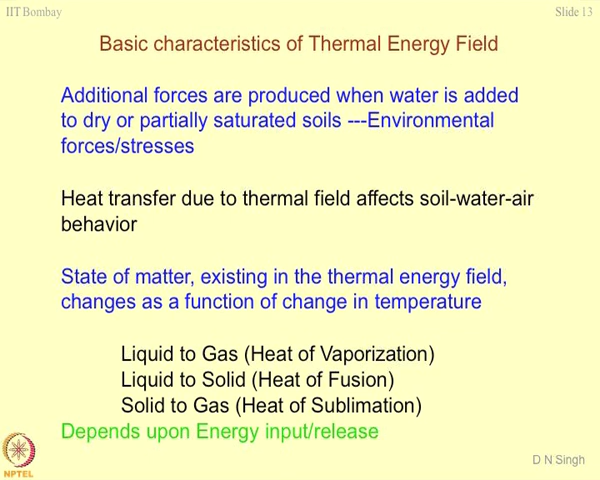 IIT Bombay
Slide 13
Basic characteristics of Thermal Energy Field
Additional forces are produced when water is added
to dry or partially saturated soils ---Environmental
forces/stresses
Heat transfer due to thermal field affects soil-water-air
behavior
State of matter, existing in the thermal energy field,
changes as a function of change in temperature
Liquid to Gas (Heat of Vaporization)
Liquid to Solid (Heat of Fusion)
Solid to Gas (Heat of Sublimation)
Depends upon Energy input/release
NPTEL
D N Singh